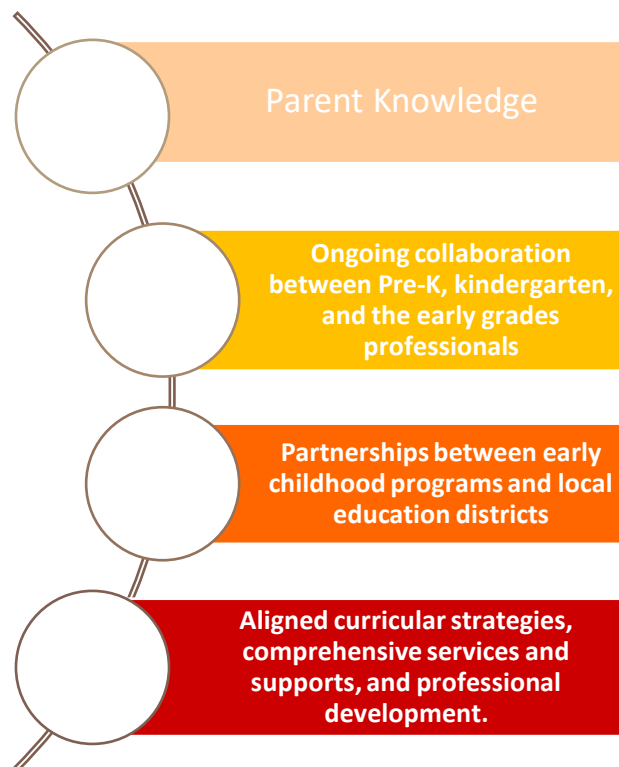 Parent Knowledge
Ongoing collaboration
between Pre-K, kindergarten,
and the early grades
professionals
Partnerships between early
childhood programs and local
education districts
Aligned curricular strategies,
comprehensive services and
supports, and professional
development.